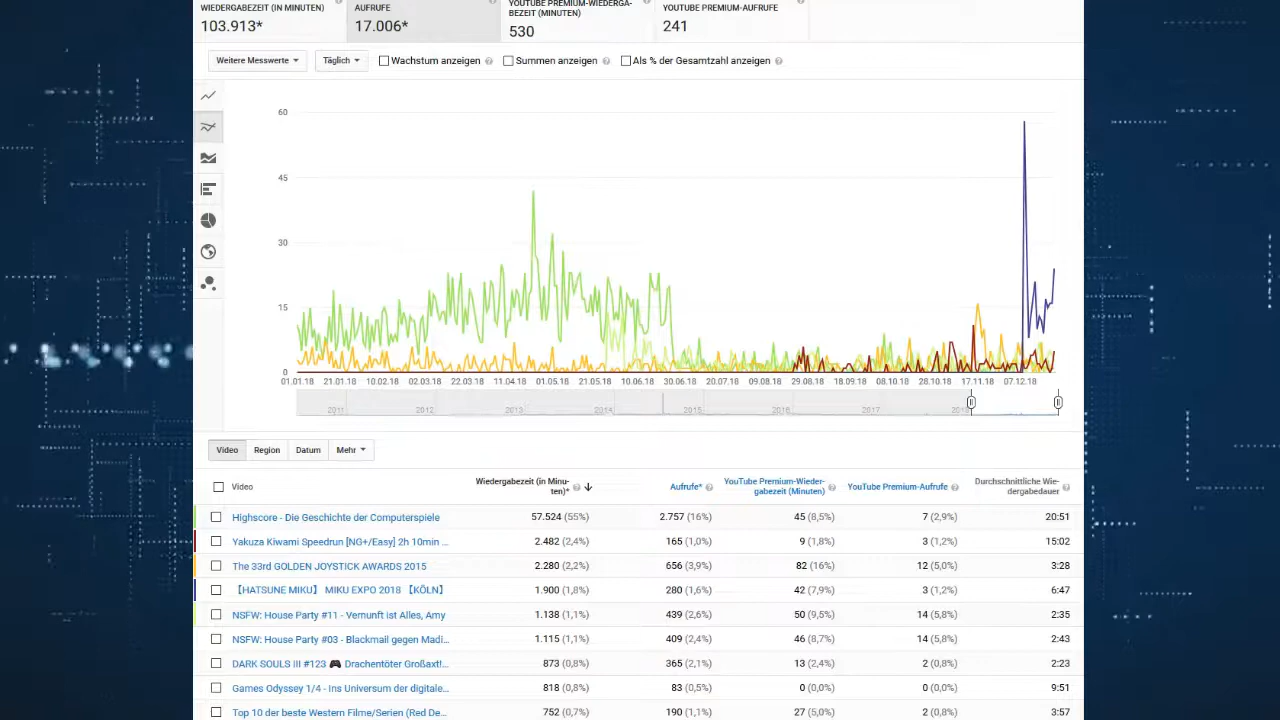 WIEDERGABEZEIT (IN MINUTEN)
103.913*
AUFRUFE
17.006*
YOUTUBE PREMIUM-WIEDERGA-
BEZEIT (MINUTEN)
530
YOUTUBE PREMIUM-AUFRUFE
241
Weitere Messwerte
Täglich
Wachstum anzeigen
Summen anzeigen
Als % der Gesamtzahl anzeigen
60
45
30
15
0
01.01.18 21.01.18 10.02.18 02.03.18 22.03.18 11.04.18 01.05.18 21.05.18 10.06.18 30.06.18 20.07.18 09.08.18 29.08.18 18.09.18 08.10.18 28.10.18 17.11.18 07.12.18
2011 2012 2013 2014 2015 2016 2017 2018
Video Region Datum Mehr
Video Wiedergabezeit (in Minu-
ten)* Aufrufe* YouTube Premium-Wieder-
gabezeit (Minuten) YouTube Premium-Aufrufe Durchschnittliche Wie-
dergabedauer
Highscore - Die Geschichte der Computerspiele 57.524 (55%) 2.757 (16%) 45 (8,5%) 7 (2,9%) 20:51
Yakuza Kiwami Speedrun [NG+/Easy] 2h 10min ... 2.482 (2,4%) 165 (1,0%) 9 (1,8%) 3 (1,2%) 15:02
The 33rd GOLDEN JOYSTICK AWARDS 2015 2.280 (2,2%) 656 (3,9%) 82 (16%) 12 (5,0%) 3:28
【HATSUNE MIKU】 MIKU EXPO 2018 【KÖLN】 1.900 (1,8%) 280 (1,6%) 42 (7,9%) 3 (1,2%) 6:47
NSFW: House Party #11 - Vernunft ist Alles, Amy 1.138 (1,1%) 439 (2,6%) 50 (9,5%) 14 (5,8%) 2:35
NSFW: House Party #03 - Blackmail gegen Madi... 1.115 (1,1%) 409 (2,4%) 46 (8,7%) 14 (5,8%) 2:43
DARK SOULS III #123 🎮 Drachentöter Großaxt!... 873 (0,8%) 365 (2,1%) 13 (2,4%) 2 (0,8%) 2:23
Games Odyssey 1/4 - Ins Universum der digitale... 818 (0,8%) 83 (0,5%) 0 (0,0%) 0 (0,0%) 9:51
Top 10 der beste Western Filme/Serien (Red De... 752 (0,7%) 190 (1,1%) 27 (5,0%) 2 (0,8%) 3:57